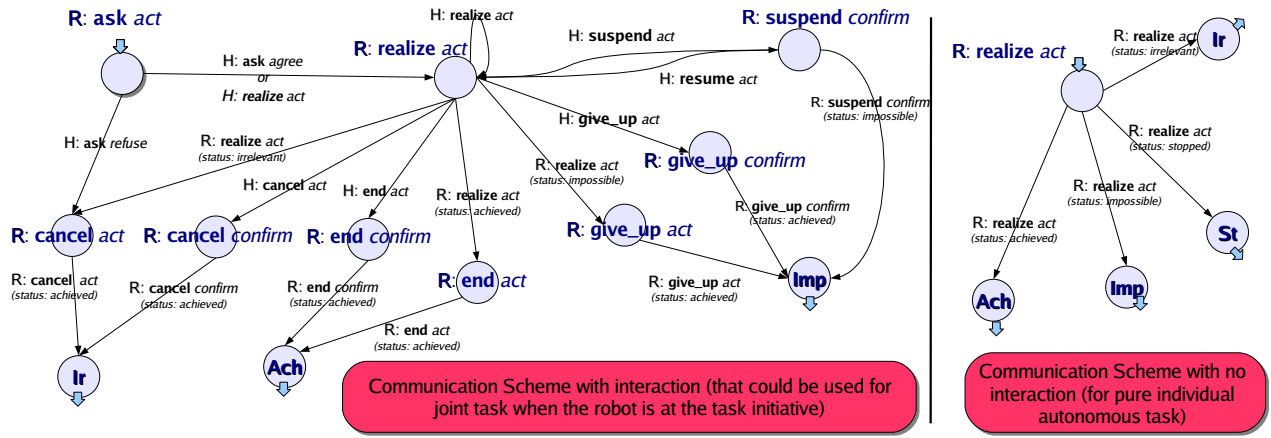 R: ask act
H: realize act
R: suspend confirm
R: realize act
H: suspend act
H: ask agree
or
H: realize act
H: resume act
R: suspend confirm
(status: impossible)
H: give_up act
H: ask refuse
R: realize act
(status: irrelevant)
H: cancel act
H: end act
R: realize act
(status: achieved)
R: realize act
(status: impossible)
R: give_up confirm
R: give_up confirm
(status: achieved)
R: cancel act
R: cancel confirm
R: end confirm
R: give_up act
R: cancel act
(status: achieved)
R: cancel confirm
(status: achieved)
R: end confirm
(status: achieved)
R: end act
R: give_up act
(status: achieved)
Imp
R: end act
(status: achieved)
Ir
Ach
Communication Scheme with interaction (that could be used for
joint task when the robot is at the task initiative)
R: realize act
R: realize act
(status: irrelevant)
Ir
R: realize act
(status: stopped)
R: realize act
(status: impossible)
R: realize act
(status: achieved)
St
Imp
Ach
Communication Scheme with no
interaction (for pure individual
autonomous task)